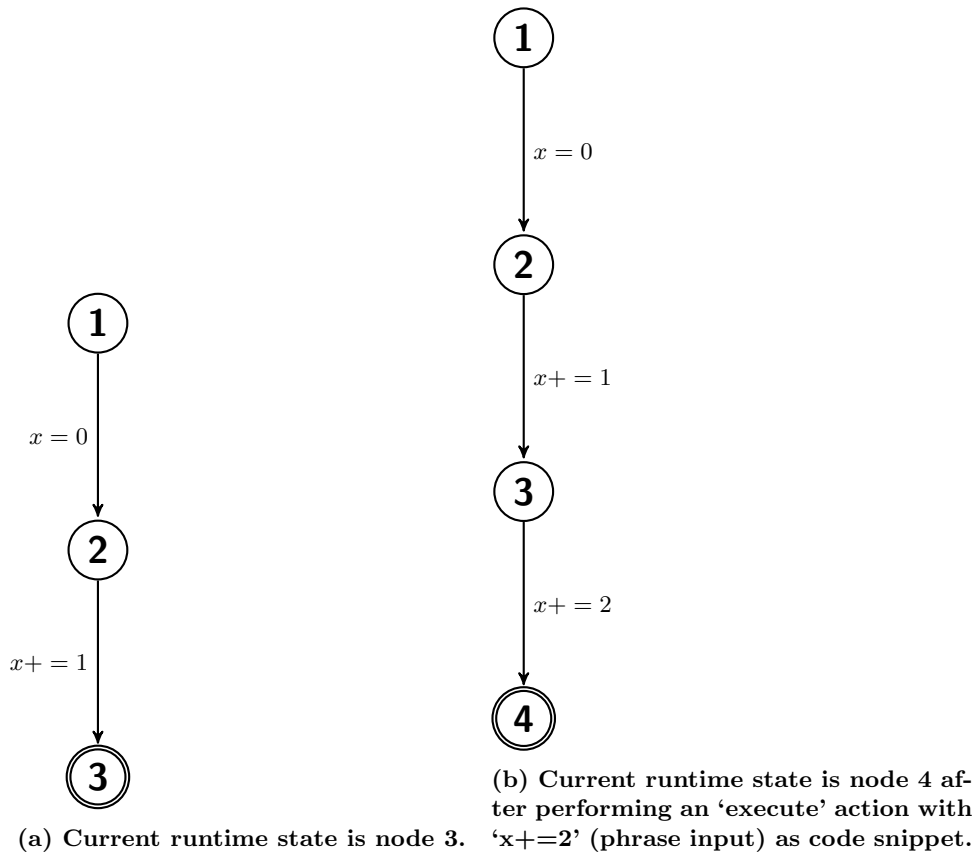 1
x = 0
2
x+ = 1
3
(a) Current runtime state is node 3.
1
x = 0
2
x+ = 1
3
x+ = 2
4
(b) Current runtime state is node 4 af-
ter performing an ‘execute’ action with
‘x+=2’ (phrase input) as code snippet.